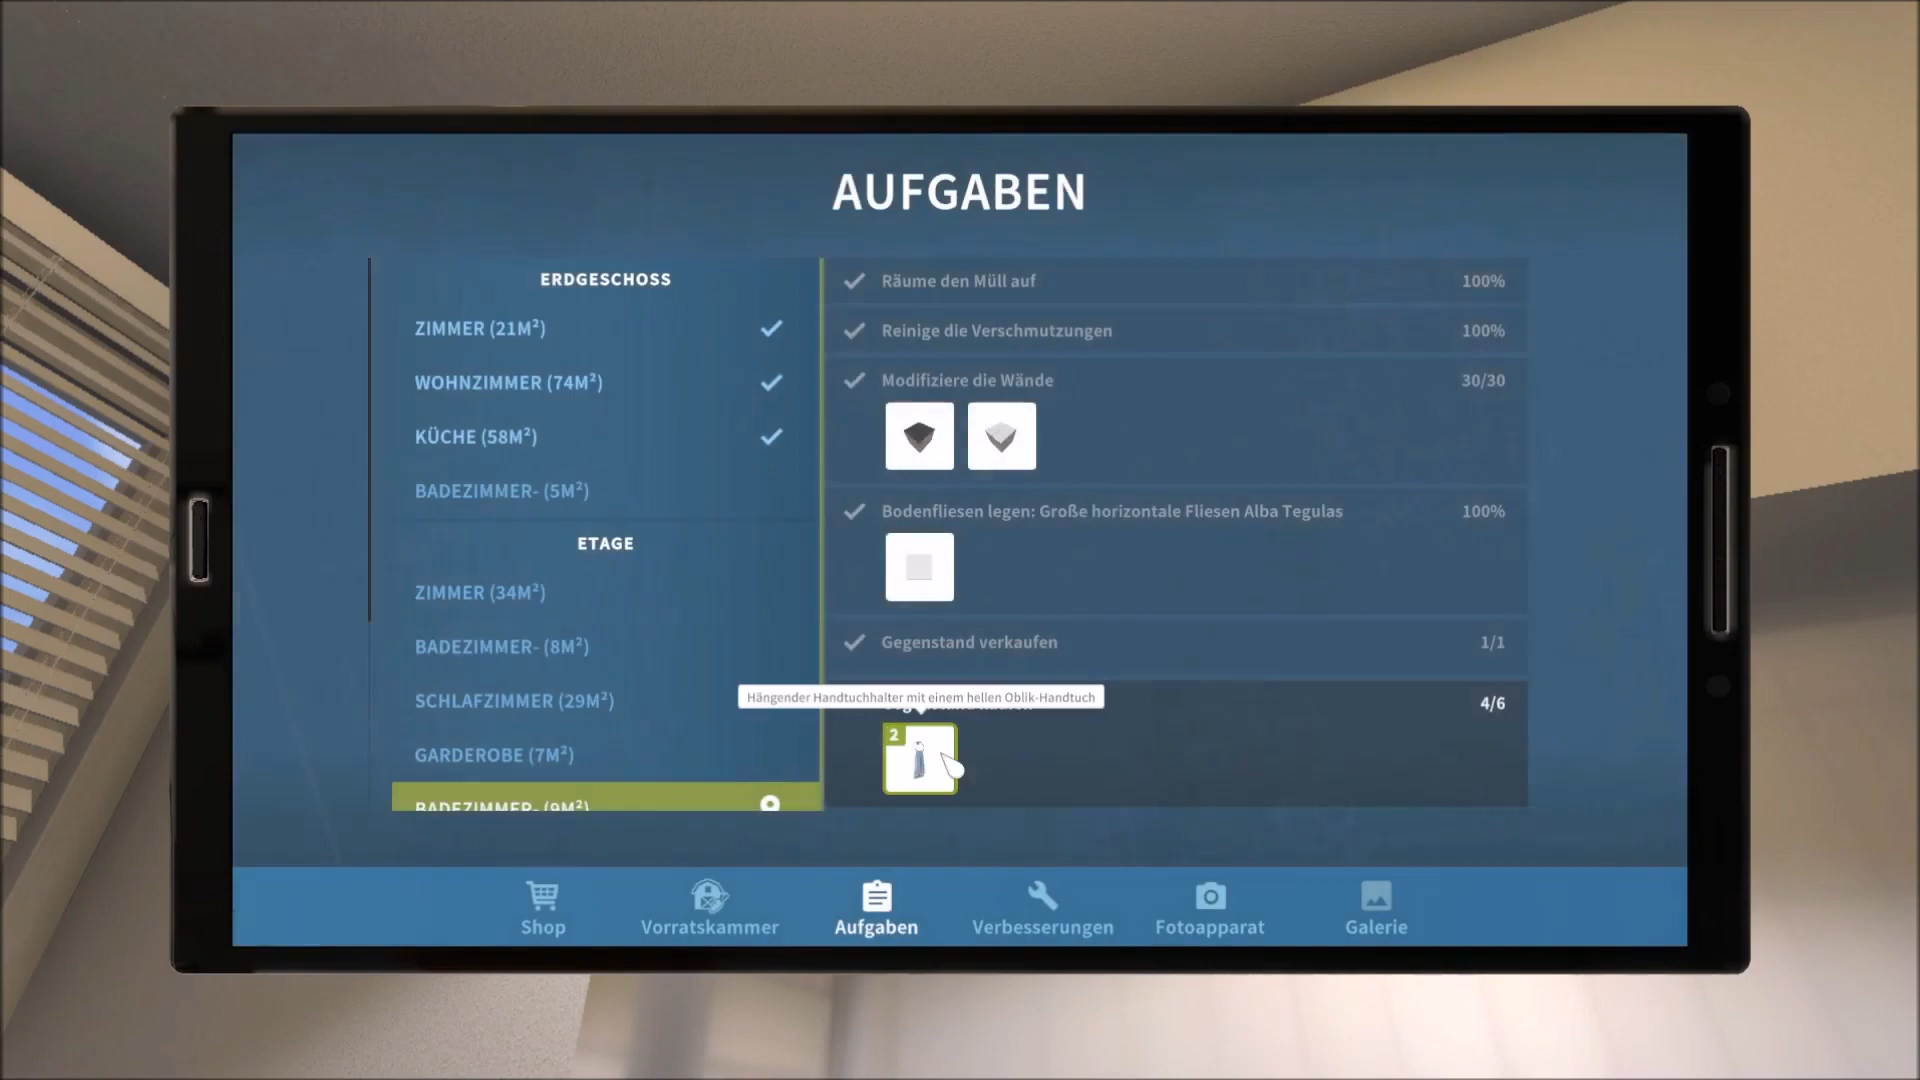 AUFGABEN
ERDGESCHOSS
ZIMMER (21M²)
WOHNZIMMER (74M²)
KÜCHE (58M²)
BADEZIMMER- (5M²)
ETAGE
ZIMMER (34M²)
BADEZIMMER- (8M²)
SCHLAFZIMMER (29M²)
GARDEROBE (7M²)
BADEZIMMER- (9M²)
Räume den Müll auf 100%
Reinige die Verschmutzungen 100%
Modifiziere die Wände 30/30
Bodenfliesen legen: Große horizontale Fliesen Alba Tegulas 100%
Gegenstand verkaufen 1/1
Hängender Handtuchhalter mit einem hellen Oblik-Handtuch
4/6
2
Shop
Vorratskammer
Aufgaben
Verbesserungen
Fotoapparat
Galerie